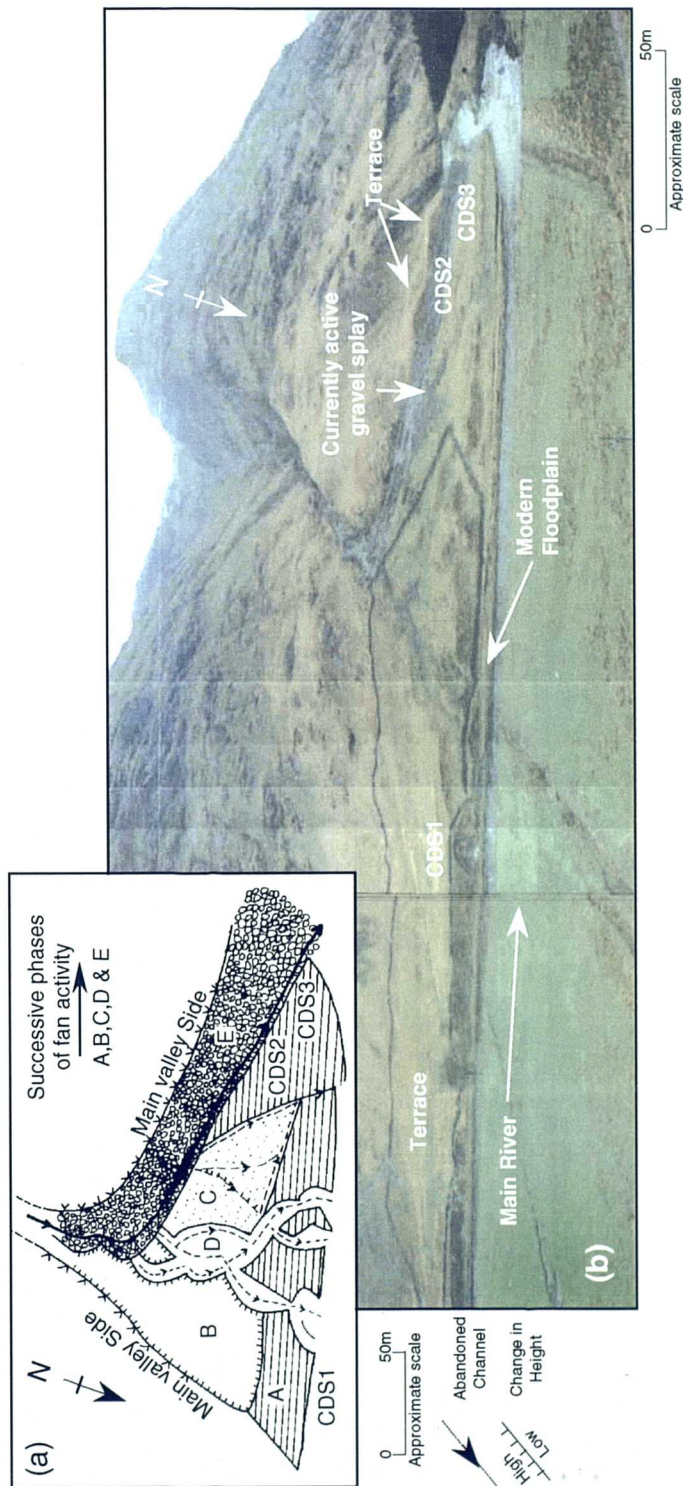 (a)
N
Successive phases
of fan activity
A,B,C,D & E
Main valley Side
Main valley Side
E
C
D
B
A
CDS1
CDS2
CDS3
N
Currently active
gravel splay
Terrace
CDS2
CDS3
CDS1
Terrace
Modern
Floodplain
Main River
(b)
0
50m
Approximate scale
0
50m
Approximate scale
Abandoned
Channel
High
Low
Change in
Height